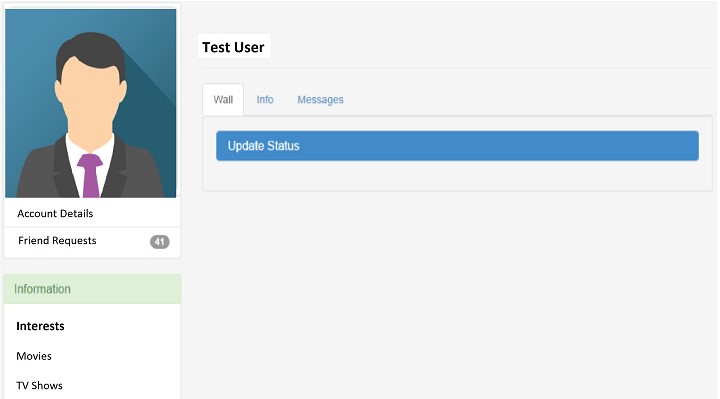 Test User
Wall Info Messages
Update Status
Account Details
Friend Requests 41
Information
Interests
Movies
TV Shows